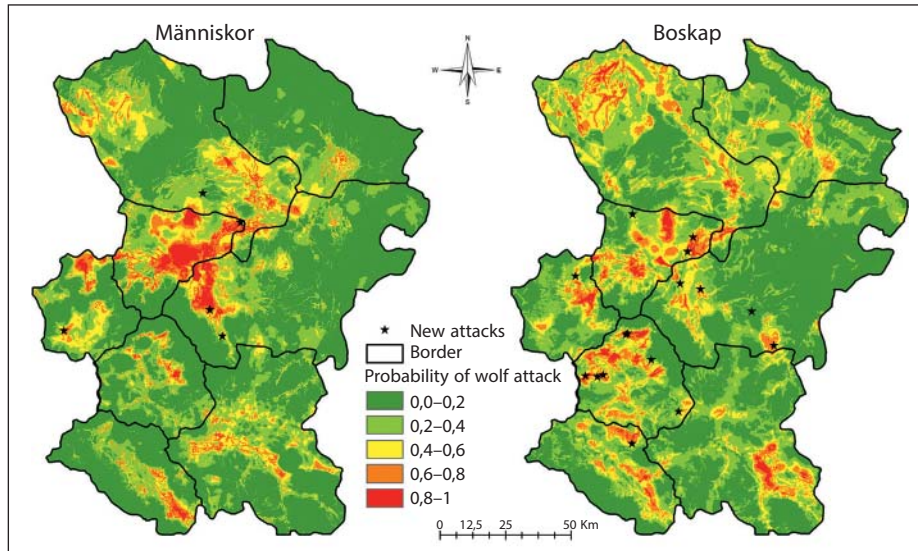 Människor
Boskap
N
W E
S
New attacks
Border
Probability of wolf attack
0,0–0,2
0,2–0,4
0,4–0,6
0,6–0,8
0,8–1
0 12,5 25 50 Km